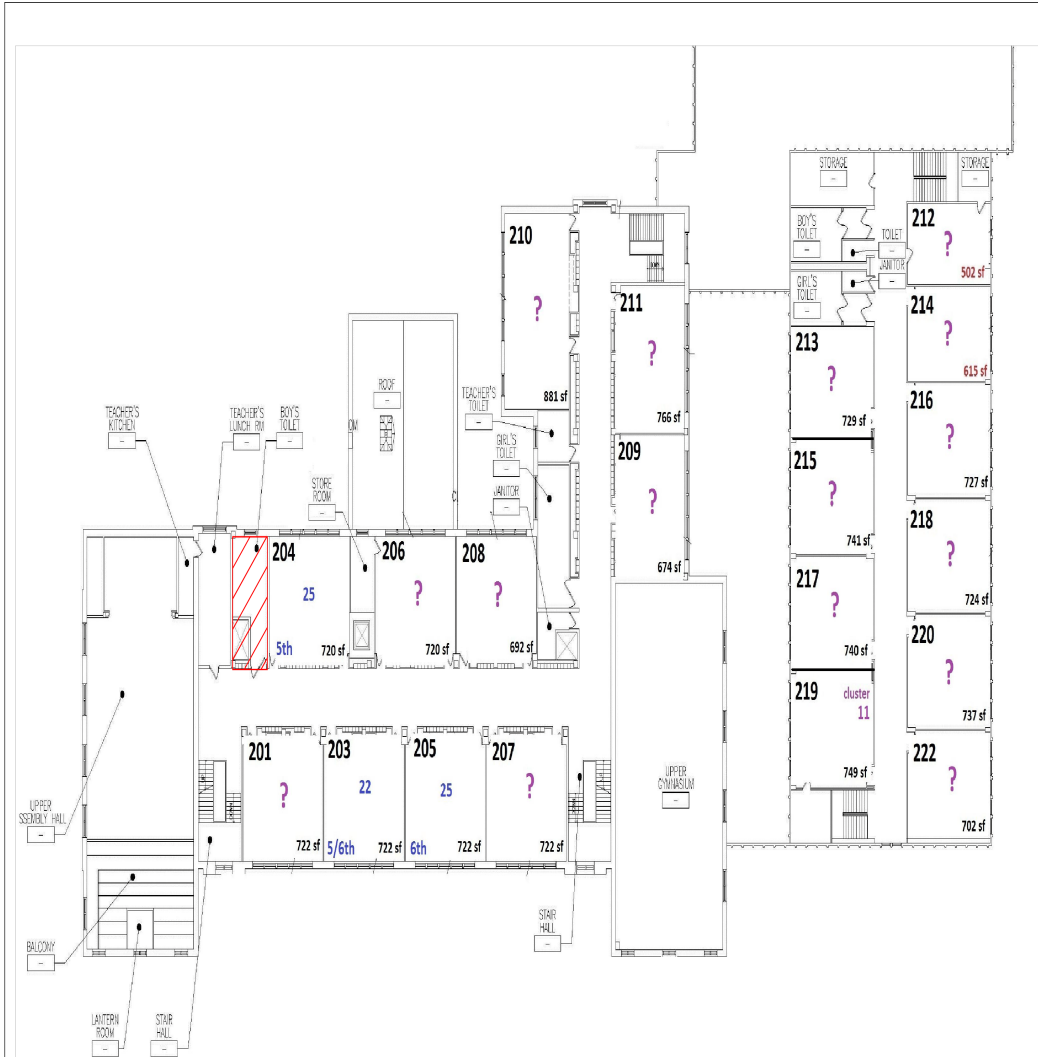 STORAGE
–
STORAGE
–
BOY'S
TOILET
–
TOILET
–
JANITOR
–
GIRL'S
TOILET
–
212
?
502 sf
210
?
881 sf
211
?
766 sf
214
?
615 sf
213
?
729 sf
216
?
727 sf
209
?
674 sf
215
?
741 sf
218
?
724 sf
217
?
740 sf
220
?
737 sf
219
cluster
11
749 sf
222
?
702 sf
ROOF
–
OM
C
TEACHER'S
TOILET
–
GIRL'S
TOILET
–
JANITOR
–
TEACHER'S
KITCHEN
–
TEACHER'S
LUNCH RM
–
BOY'S
TOILET
–
STORE
ROOM
–
204
25
5th
720 sf
206
?
720 sf
208
?
692 sf
201
?
722 sf
203
22
5/6th
722 sf
205
25
6th
722 sf
207
?
722 sf
UPPER
GYMNASIUM
–
UPPER
SSEMBLY HALL
–
BALCONY
–
LANTERN
ROOM
–
STAIR
HALL
–
STAIR
HALL
–